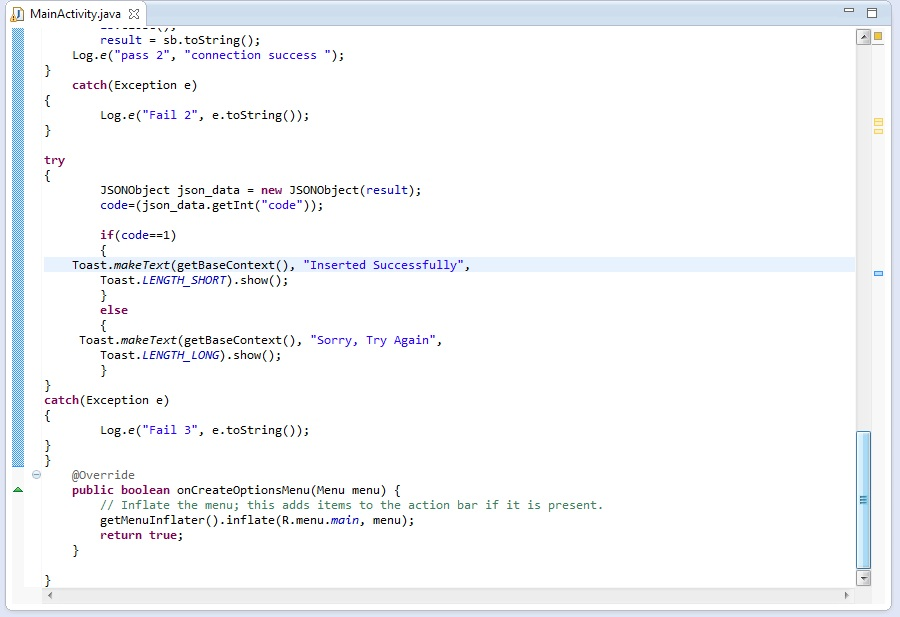 MainActivity.java
result = sb.toString();
Log.e("pass 2", "connection success ");
}
catch(Exception e)
{
Log.e("Fail 2", e.toString());
}
try
{
JSONObject json_data = new JSONObject(result);
code=(json_data.getInt("code"));
if(code==1)
{
Toast.makeText(getBaseContext(), "Inserted Successfully",
Toast.LENGTH_SHORT).show();
}
else
{
Toast.makeText(getBaseContext(), "Sorry, Try Again",
Toast.LENGTH_LONG).show();
}
}
catch(Exception e)
{
Log.e("Fail 3", e.toString());
}
}
@Override
public boolean onCreateOptionsMenu(Menu menu) {
// Inflate the menu; this adds items to the action bar if it is present.
getMenuInflater().inflate(R.menu.main, menu);
return true;
}
}